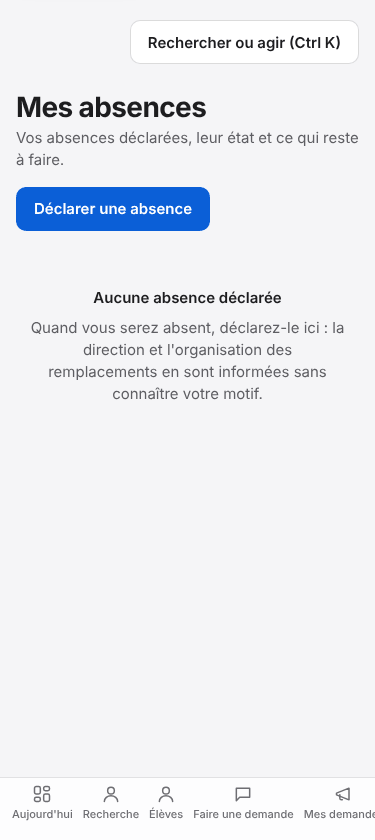 Rechercher ou agir (Ctrl K)
Mes absences
Vos absences déclarées, leur état et ce qui reste
à faire.
Déclarer une absence
Aucune absence déclarée
Quand vous serez absent, déclarez-le ici : la
direction et l'organisation des
remplacements en sont informées sans
connaître votre motif.
Aujourd'hui
Recherche
Élèves
Faire une demande
Mes demande